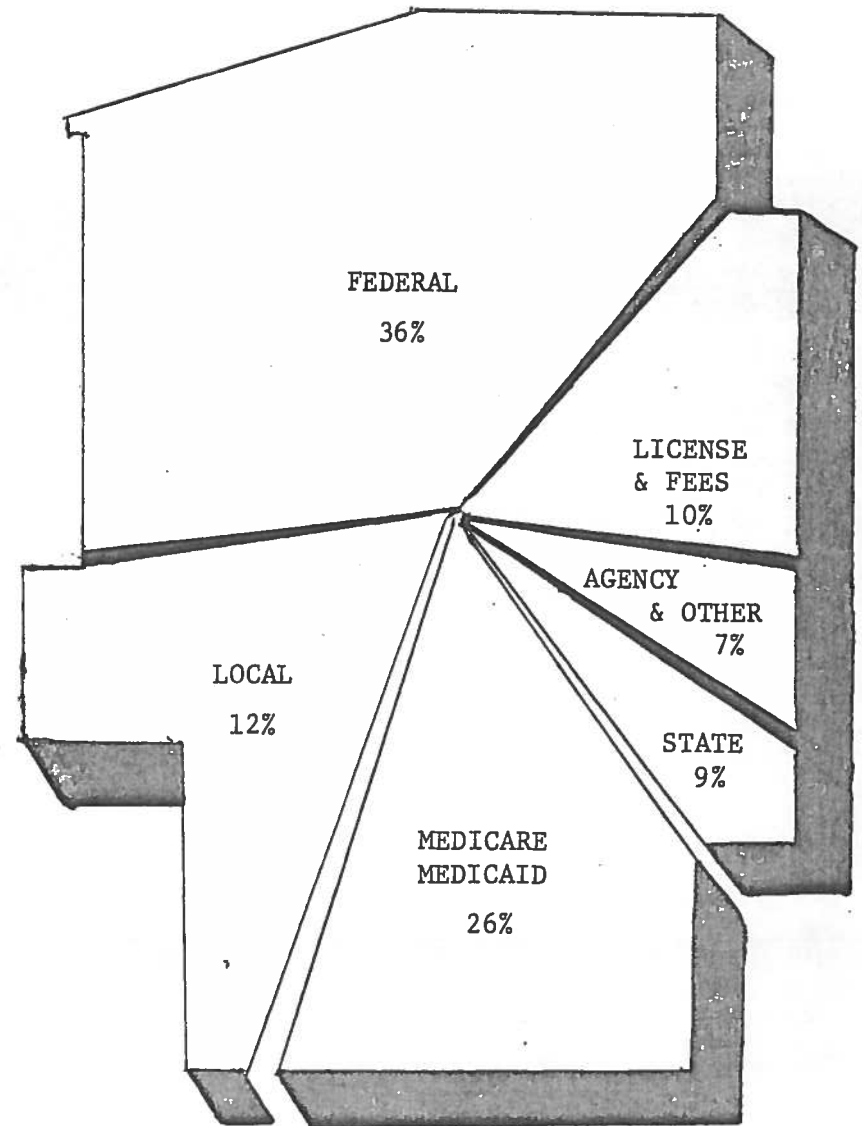 FEDERAL
36%
LICENSE
& FEES
10%
AGENCY
& OTHER
7%
LOCAL
12%
STATE
9%
MEDICARE
MEDICAID
26%